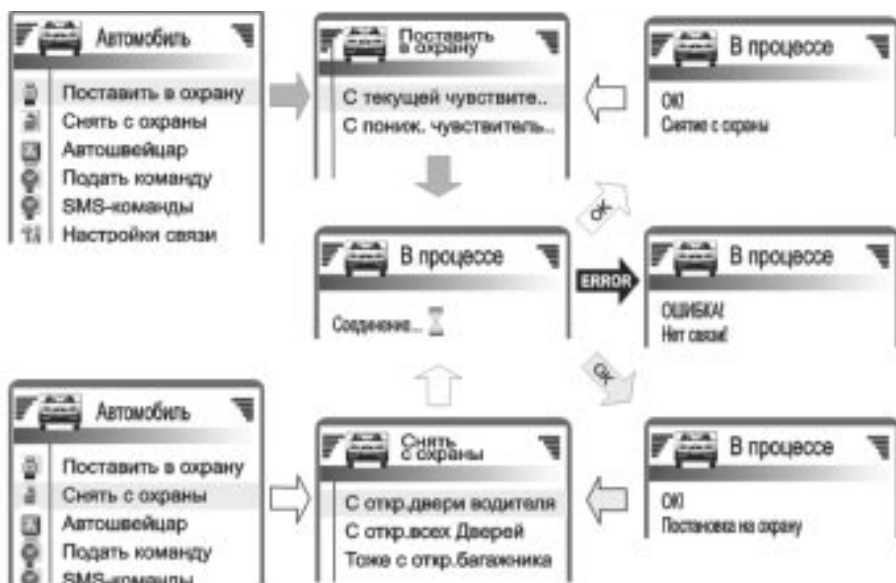 Автомобиль
Поставить в охрану
Снять с охраны
Автошвейцар
Подать команду
SMS-команды
Настройки связи
Поставить
в охрану
С текущей чувствите..
С пониж. чувствитель..
В процессе
ОК!
Снятие с охраны
В процессе
Соединение...
OK
ERROR
В процессе
ОШИБКА!
Нет связи!
OK
Автомобиль
Поставить в охрану
Снять с охраны
Автошвейцар
Подать команду
SMS-команды
Снять
с охраны
С откр.двери водителя
С откр.всех Дверей
Тоже с откр.багажника
В процессе
ОК!
Постановка на охрану